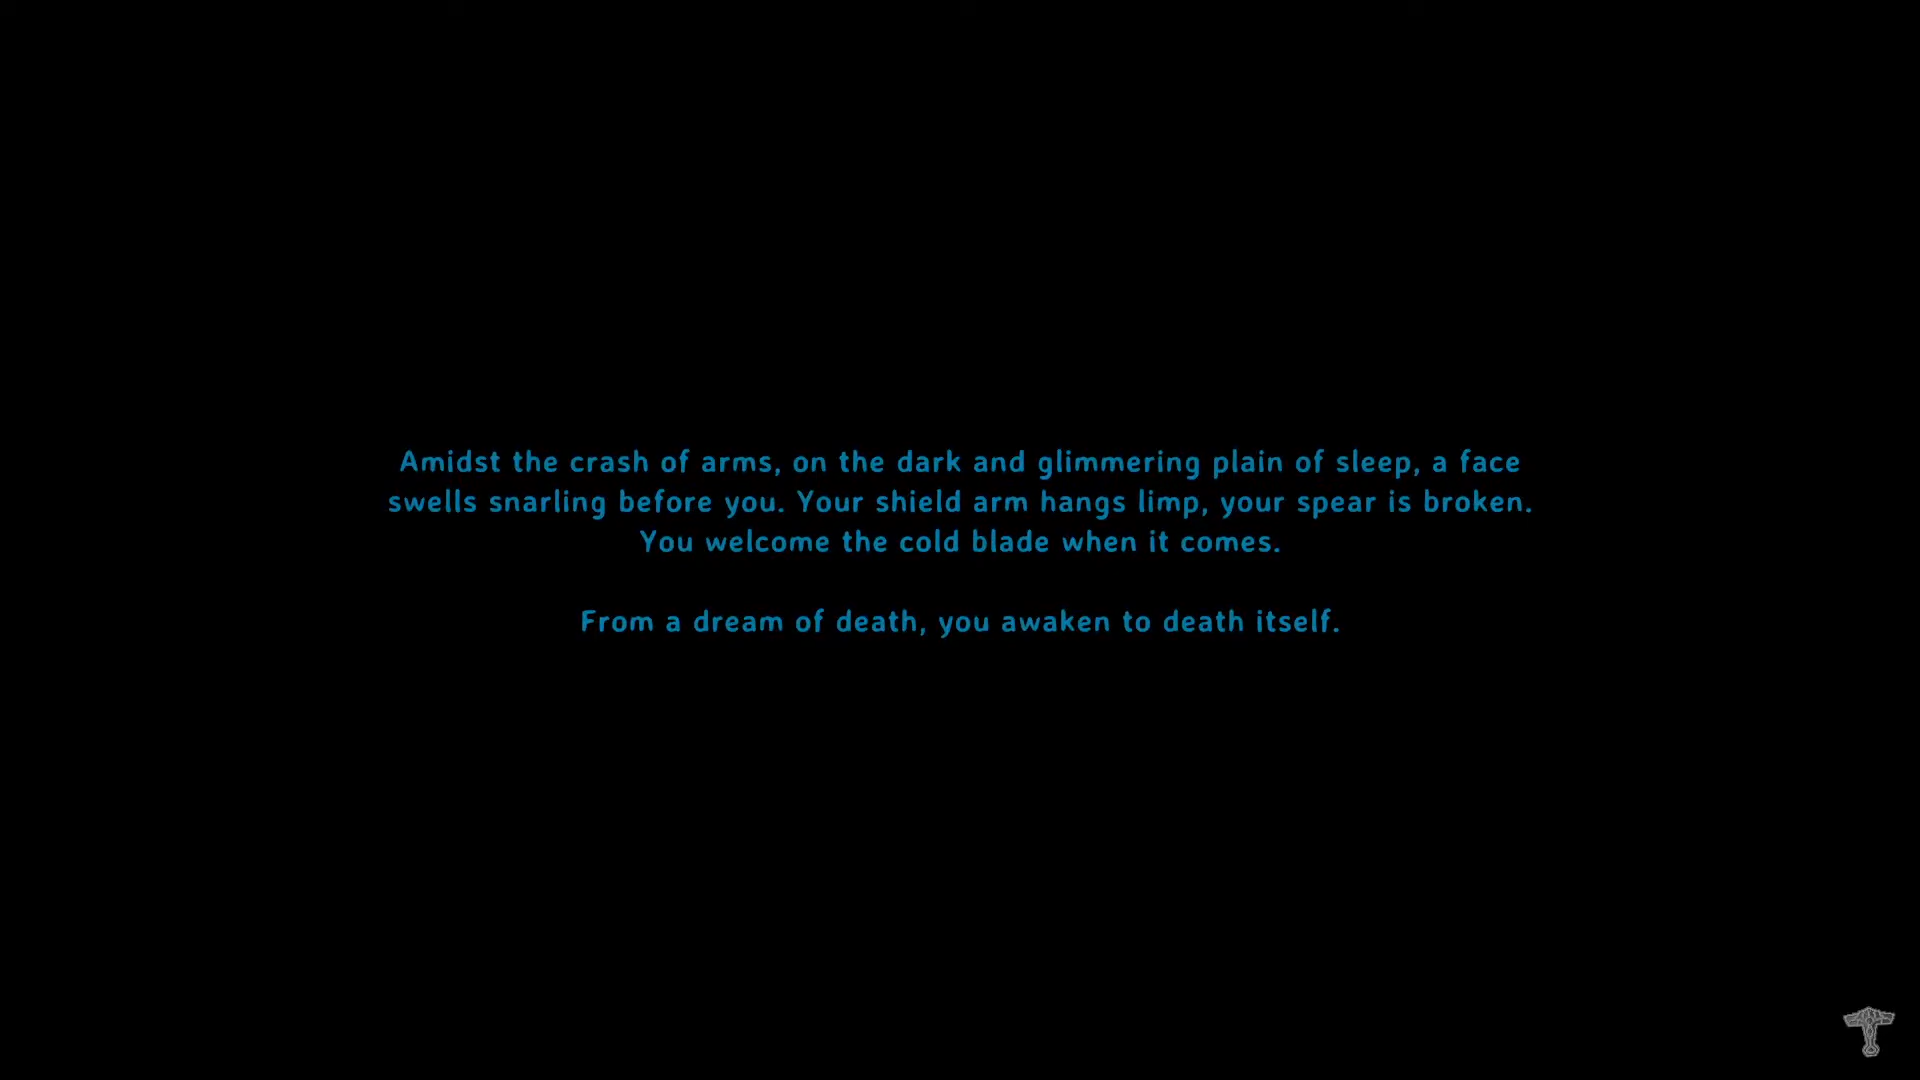 Amidst the crash of arms, on the dark and glimmering plain of sleep, a face
swells snarling before you. Your shield arm hangs limp, your spear is broken.
You welcome the cold blade when it comes.
From a dream of death, you awaken to death itself.